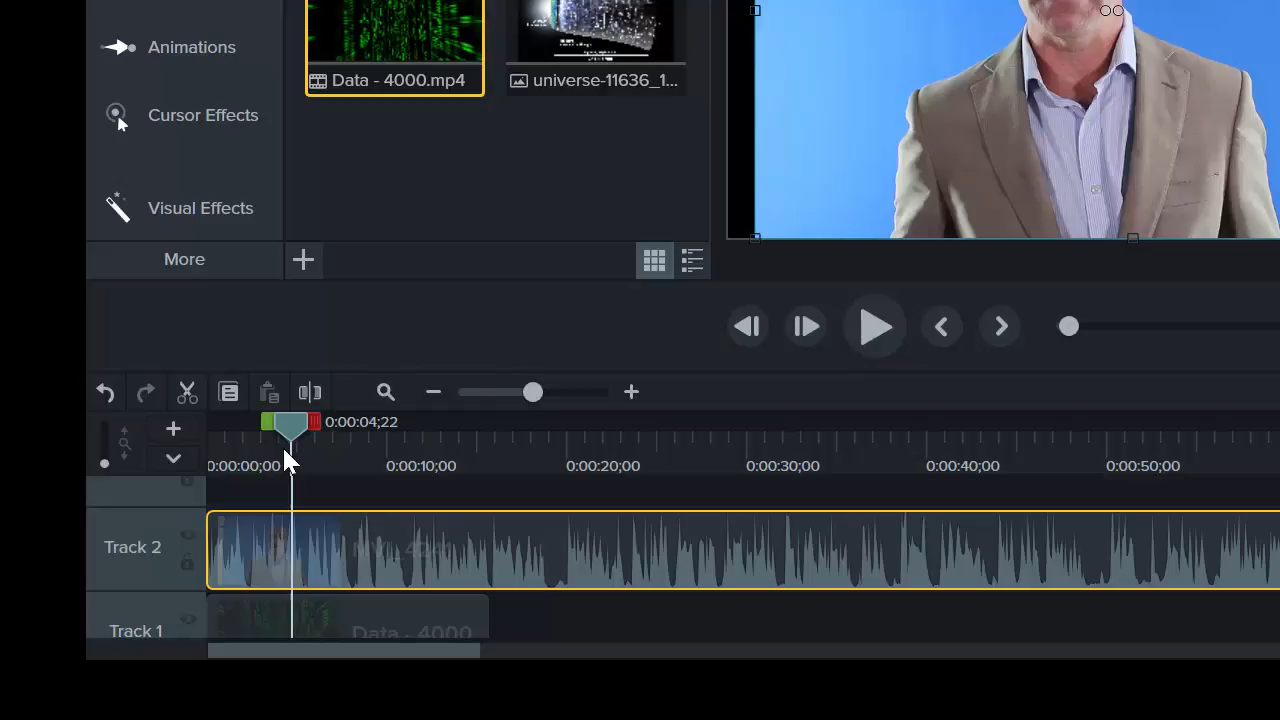 Animations
Data - 4000.mp4
universe-11636_1...
Cursor Effects
Visual Effects
More
0:00:04;22
0:00:00;00
0:00:10;00
0:00:20;00
0:00:30;00
0:00:40;00
0:00:50;00
Track 2
Track 1
Data - 4000